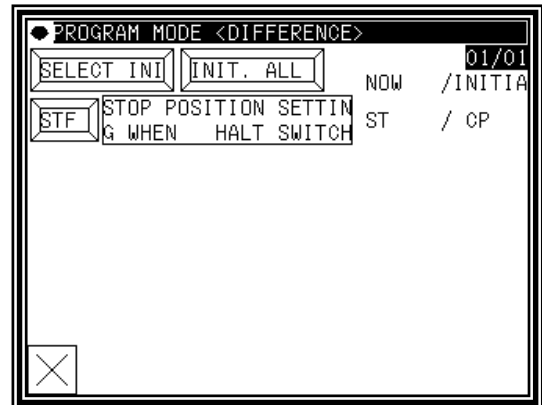 PROGRAM MODE <DIFFERENCE>
01/01
SELECT INI
INIT. ALL
NOW /INITIA
STF
STOP POSITION SETTIN
G WHEN HALT SWITCH
ST / CP